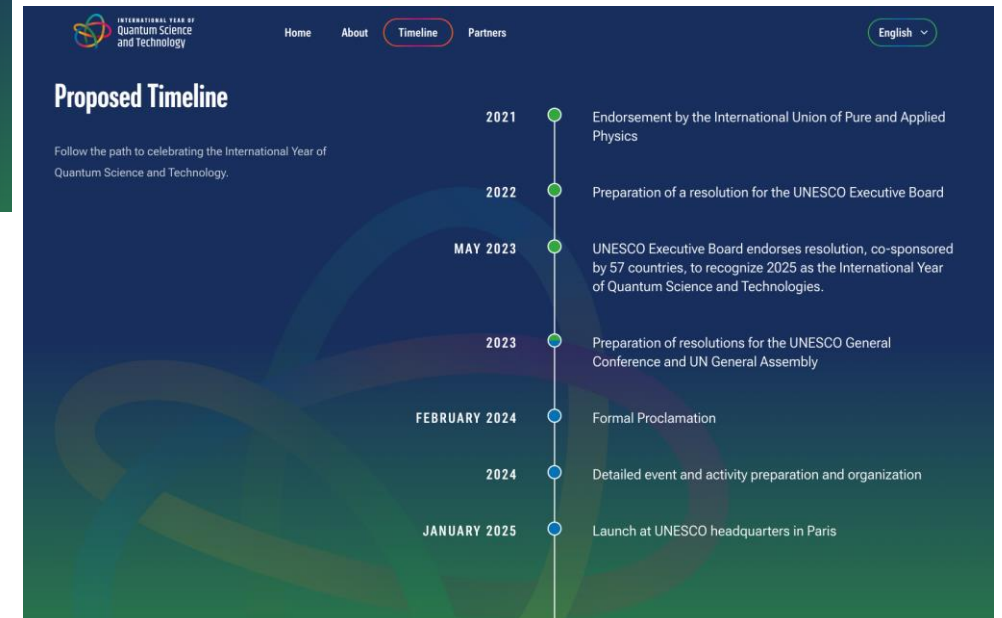 INTERNATIONAL YEAR OF
Quantum Science
and Technology
Home
About
Timeline
Partners
English
Proposed Timeline
Follow the path to celebrating the International Year of
Quantum Science and Technology.
2021
Endorsement by the International Union of Pure and Applied
Physics
2022
Preparation of a resolution for the UNESCO Executive Board
MAY 2023
UNESCO Executive Board endorses resolution, co-sponsored
by 57 countries, to recognize 2025 as the International Year
of Quantum Science and Technologies.
2023
Preparation of resolutions for the UNESCO General
Conference and UN General Assembly
FEBRUARY 2024
Formal Proclamation
2024
Detailed event and activity preparation and organization
JANUARY 2025
Launch at UNESCO headquarters in Paris